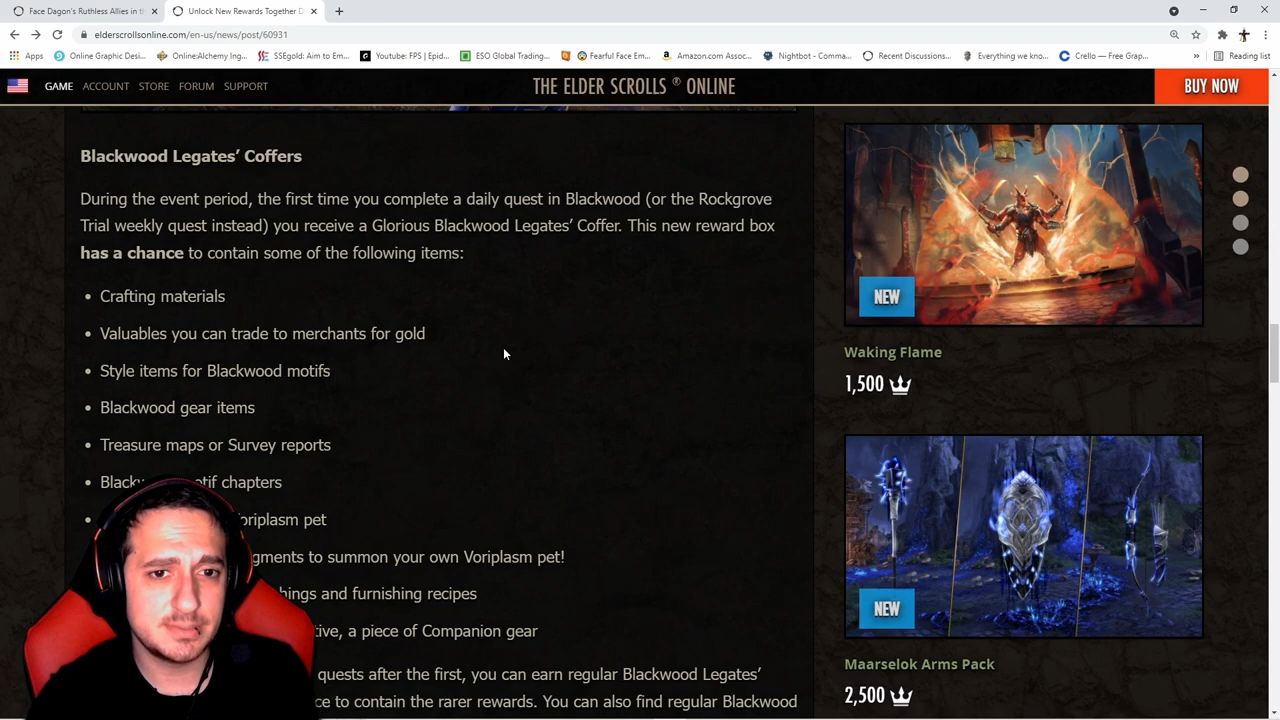 Face Dagon's Ruthless Allies in th
Unlock New Rewards Together D
elderscrollsonline.com/en-us/news/post/60931
Apps
Online Graphic Desi...
Online:Alchemy Ing...
SSEgold: Aim to Em...
Youtube: FPS | Epid...
ESO Global Trading...
Fearful Face Em...
Amazon.com Assoc...
Nightbot - Comma...
Recent Discussions...
Everything we kno...
Crello — Free Grap...
»
Reading list
GAME ACCOUNT STORE FORUM SUPPORT
THE ELDER SCROLLS ® ONLINE
BUY NOW
Blackwood Legates' Coffers
During the event period, the first time you complete a daily quest in Blackwood (or the Rockgrove
Trial weekly quest instead) you receive a Glorious Blackwood Legates' Coffer. This new reward box
has a chance to contain some of the following items:
• Crafting materials
• Valuables you can trade to merchants for gold
• Style items for Blackwood motifs
• Blackwood gear items
• Treasure maps or Survey reports
• chapters
• pet
to summon your own Voriplasm pet!
and furnishing recipes
a piece of Companion gear
quests after the first, you can earn regular Blackwood Legates'
to contain the rarer rewards. You can also find regular Blackwood
NEW
Waking Flame
1,500
NEW
Maarselok Arms Pack
2,500